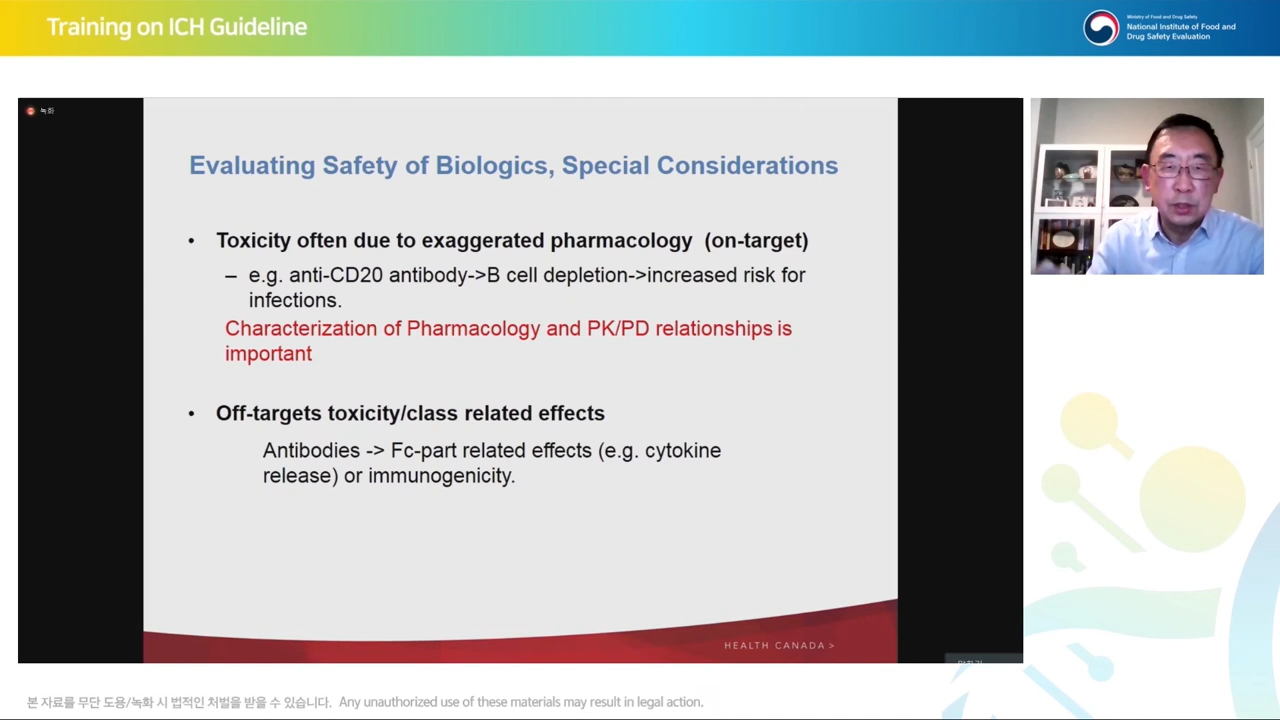 Training on ICH Guideline
Ministry of Food and Drug Safety
National Institute of Food and
Drug Safety Evaluation
녹화
Evaluating Safety of Biologics, Special Considerations
• Toxicity often due to exaggerated pharmacology (on-target)
– e.g. anti-CD20 antibody->B cell depletion->increased risk for
infections.
Characterization of Pharmacology and PK/PD relationships is
important
• Off-targets toxicity/class related effects
Antibodies -> Fc-part related effects (e.g. cytokine
release) or immunogenicity.
HEALTH CANADA >
본 자료를 무단 도용/녹화 시 법적인 처벌을 받을 수 있습니다. Any unauthorized use of these materials may result in legal action.